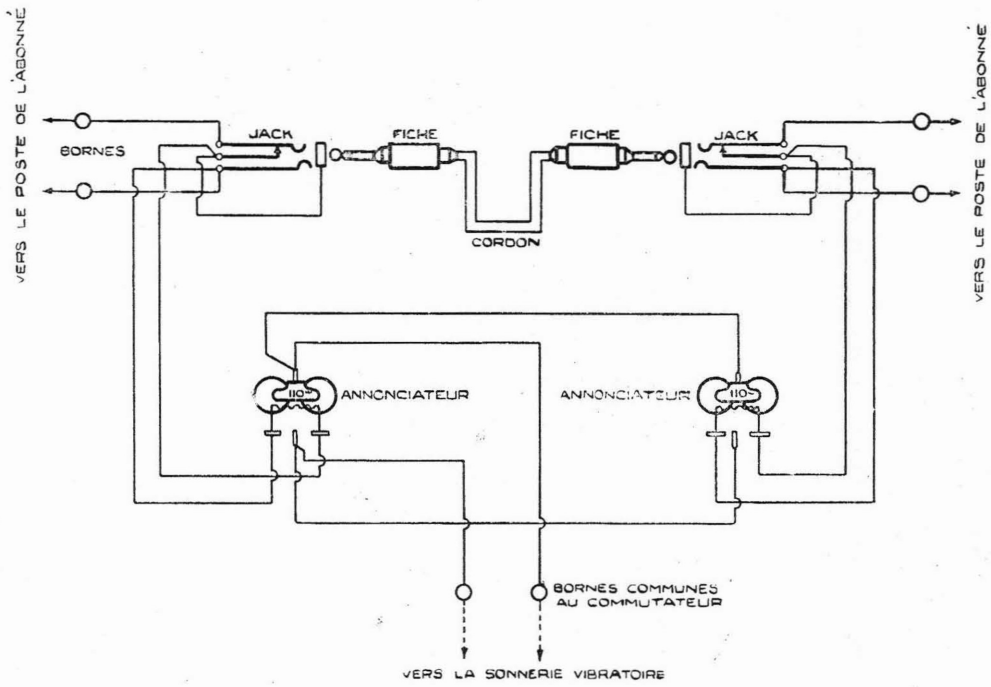 VERS LE POSTE DE L'ABONNÉ
BORNES
JACK
FICHE
FICHE
JACK
VERS LE POSTE DE L'ABONNÉ
CORDON
110~
ANNONCIATEUR
ANNONCIATEUR
110~
BORNES COMMUNES
AU COMMUTATEUR
VERS LA SONNERIE VIBRATOIRE